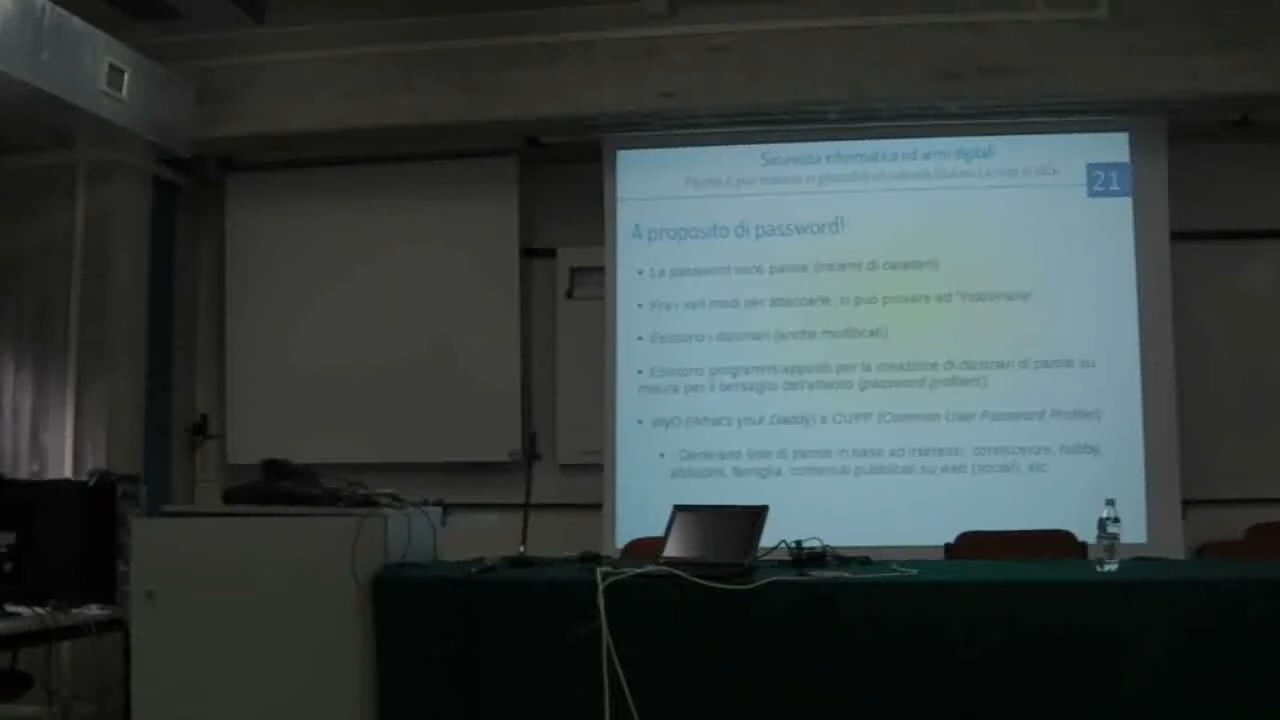 Sicurezza informatica ed armi digitali
21
A proposito di password!
• Le password sono parole (insiemi di caratteri)
• vari modi per attaccarle, si può provare ad "indovinarle"
• Esistono i dizionari (anche multilocati)
• Esistono programmi appositi per la creazione di dizionari di parole su
misura per il bersaglio dell'attacco (password profilers)
• WyD (What's your Daddy) e CUPP (Common User Password Profiler)
• Generano liste di parole in base ad interessi, conoscenze, hobby,
abitudini, famiglia, contenuti pubblicati su web (social), etc